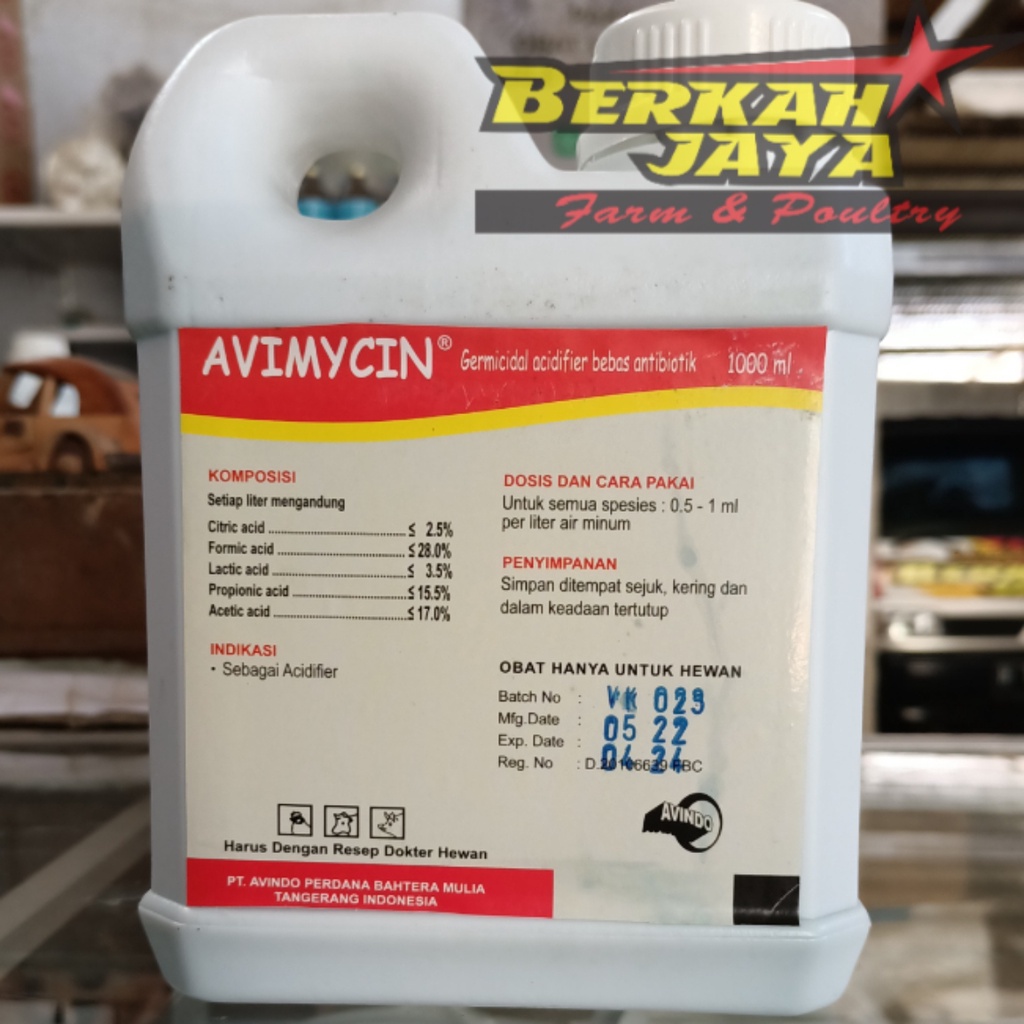 BERKAH
JAYA
Farm & Poultry
AVIMYCIN® Germicidal acidifier bebas antibiotik 1000 ml
KOMPOSISI
Setiap liter mengandung
Citric acid ≤ 2.5%
Formic acid ≤ 28.0%
Lactic acid ≤ 3.5%
Propionic acid ≤ 15.5%
Acetic acid ≤ 17.0%
INDIKASI
• Sebagai Acidifier
DOSIS DAN CARA PAKAI
Untuk semua spesies : 0.5 - 1 ml
per liter air minum
PENYIMPANAN
Simpan ditempat sejuk, kering dan
dalam keadaan tertutup
OBAT HANYA UNTUK HEWAN
Batch No : VK 029
Mfg.Date : 05 22
Exp. Date : 04 24
Reg. No :
AVINDO
Harus Dengan Resep Dokter Hewan
PT. AVINDO PERDANA BAHTERA MULIA
TANGERANG INDONESIA